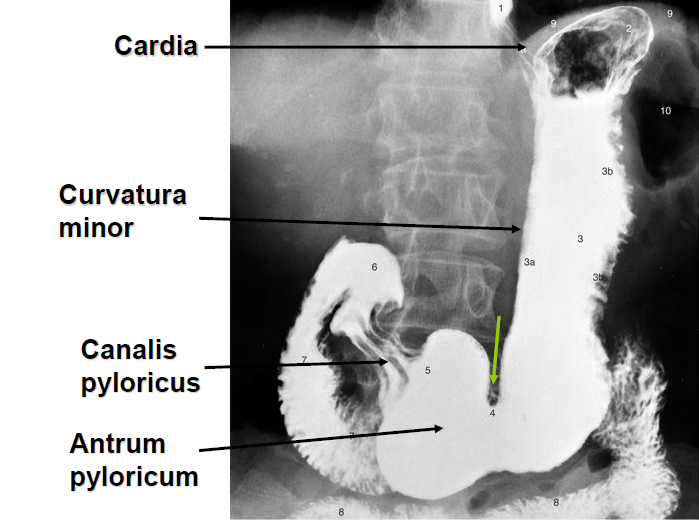 1
9
9
2
Cardia
10
3b
Curvatura
minor
3
3a
6
3b
Canalis
pyloricus
7
5
4
Antrum
pyloricum
7
8
8